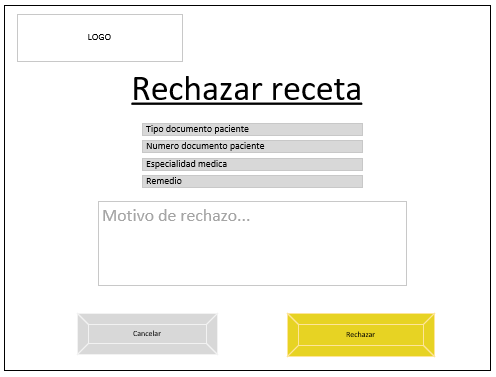 LOGO
Rechazar receta
Tipo documento paciente
Numero documento paciente
Especialidad medica
Remedio
Motivo de rechazo...
Cancelar
Rechazar